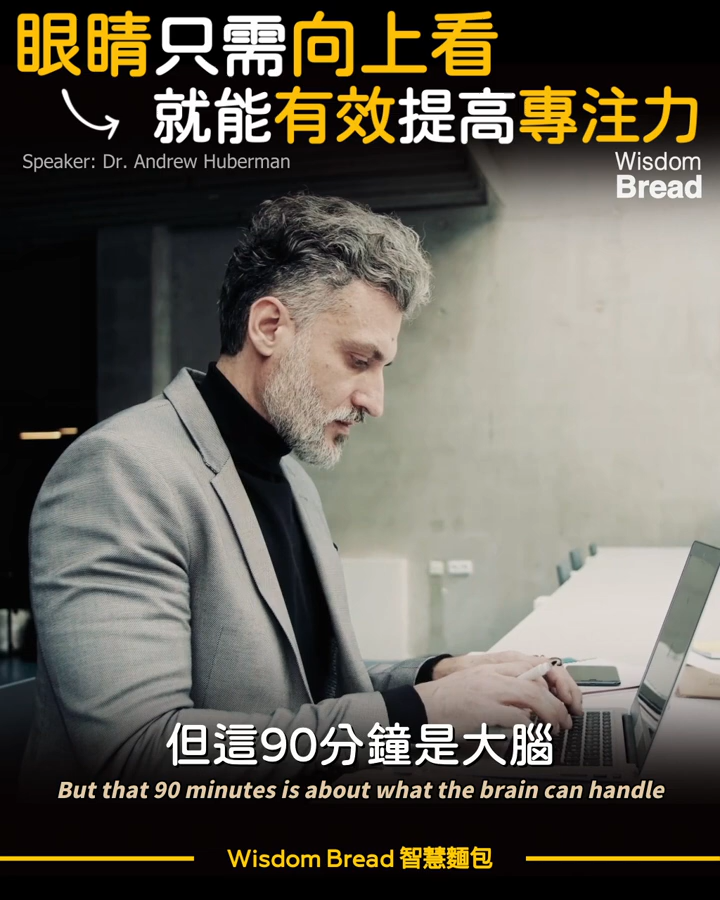 眼睛只需向上看
就能有效提高專注力
Speaker: Dr. Andrew Huberman
Wisdom
Bread
但這90分鐘是大腦
But that 90 minutes is about what the brain can handle
Wisdom Bread 智慧麵包